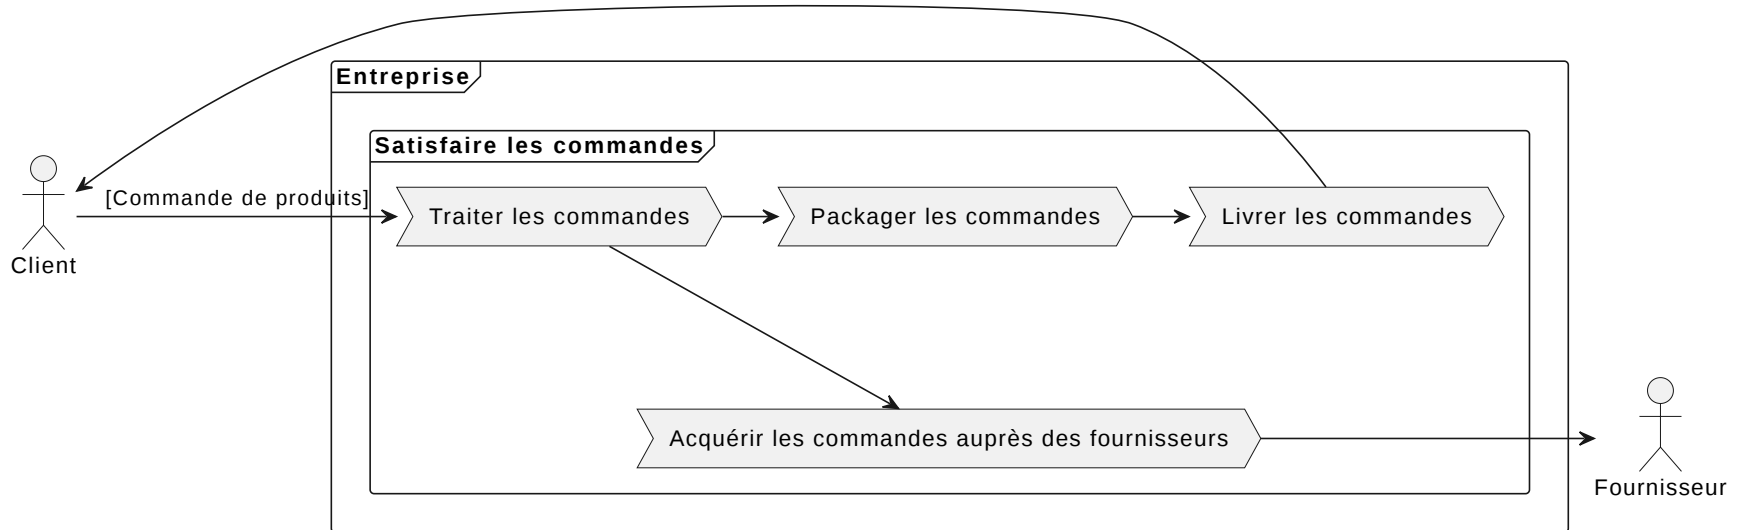 Entreprise
Satisfaire les commandes
[Commande de produits]
Traiter les commandes
Packager les commandes
Livrer les commandes
Client
Acquérir les commandes auprès des fournisseurs
Fournisseur